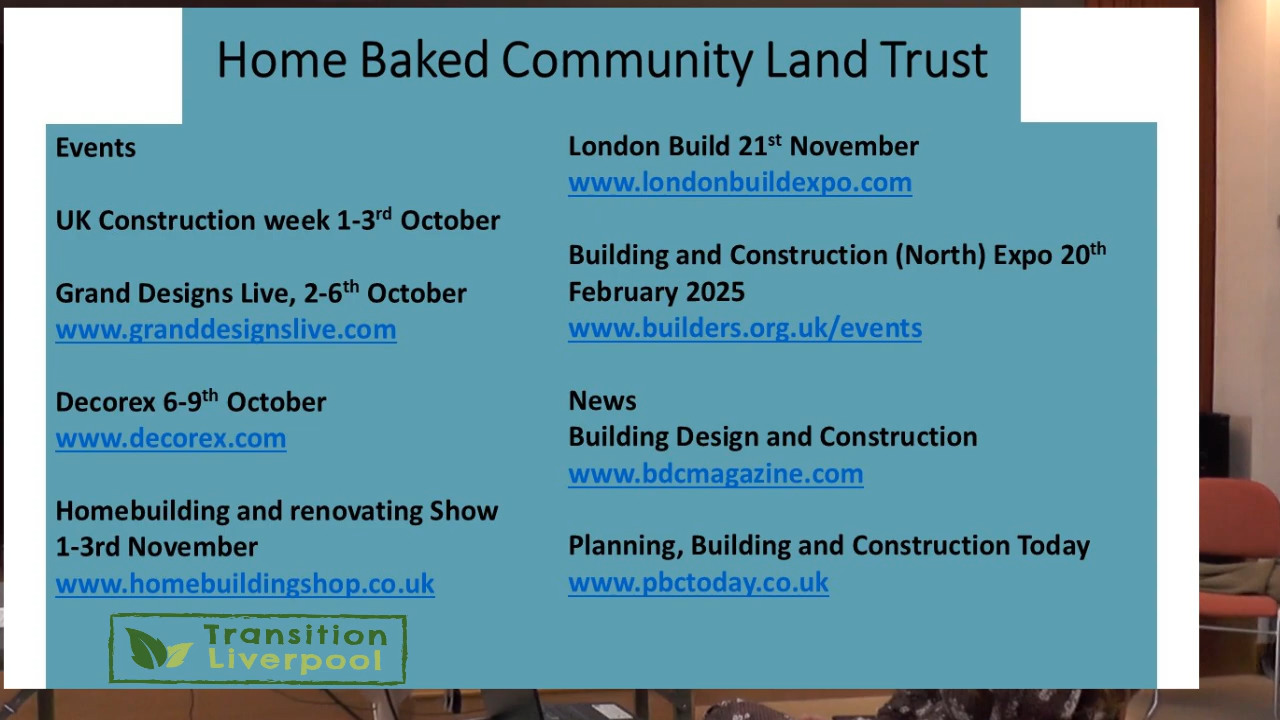 Home Baked Community Land Trust
Events
UK Construction week 1-3rd October
Grand Designs Live, 2-6th October
www.granddesignslive.com
Decorex 6-9th October
www.decorex.com
Homebuilding and renovating Show
1-3rd November
www.homebuildingshop.co.uk
London Build 21st November
www.londonbuildexpo.com
Building and Construction (North) Expo 20th
February 2025
www.builders.org.uk/events
News
Building Design and Construction
www.bdcmagazine.com
Planning, Building and Construction Today
www.pbctoday.co.uk
Transition
Liverpool